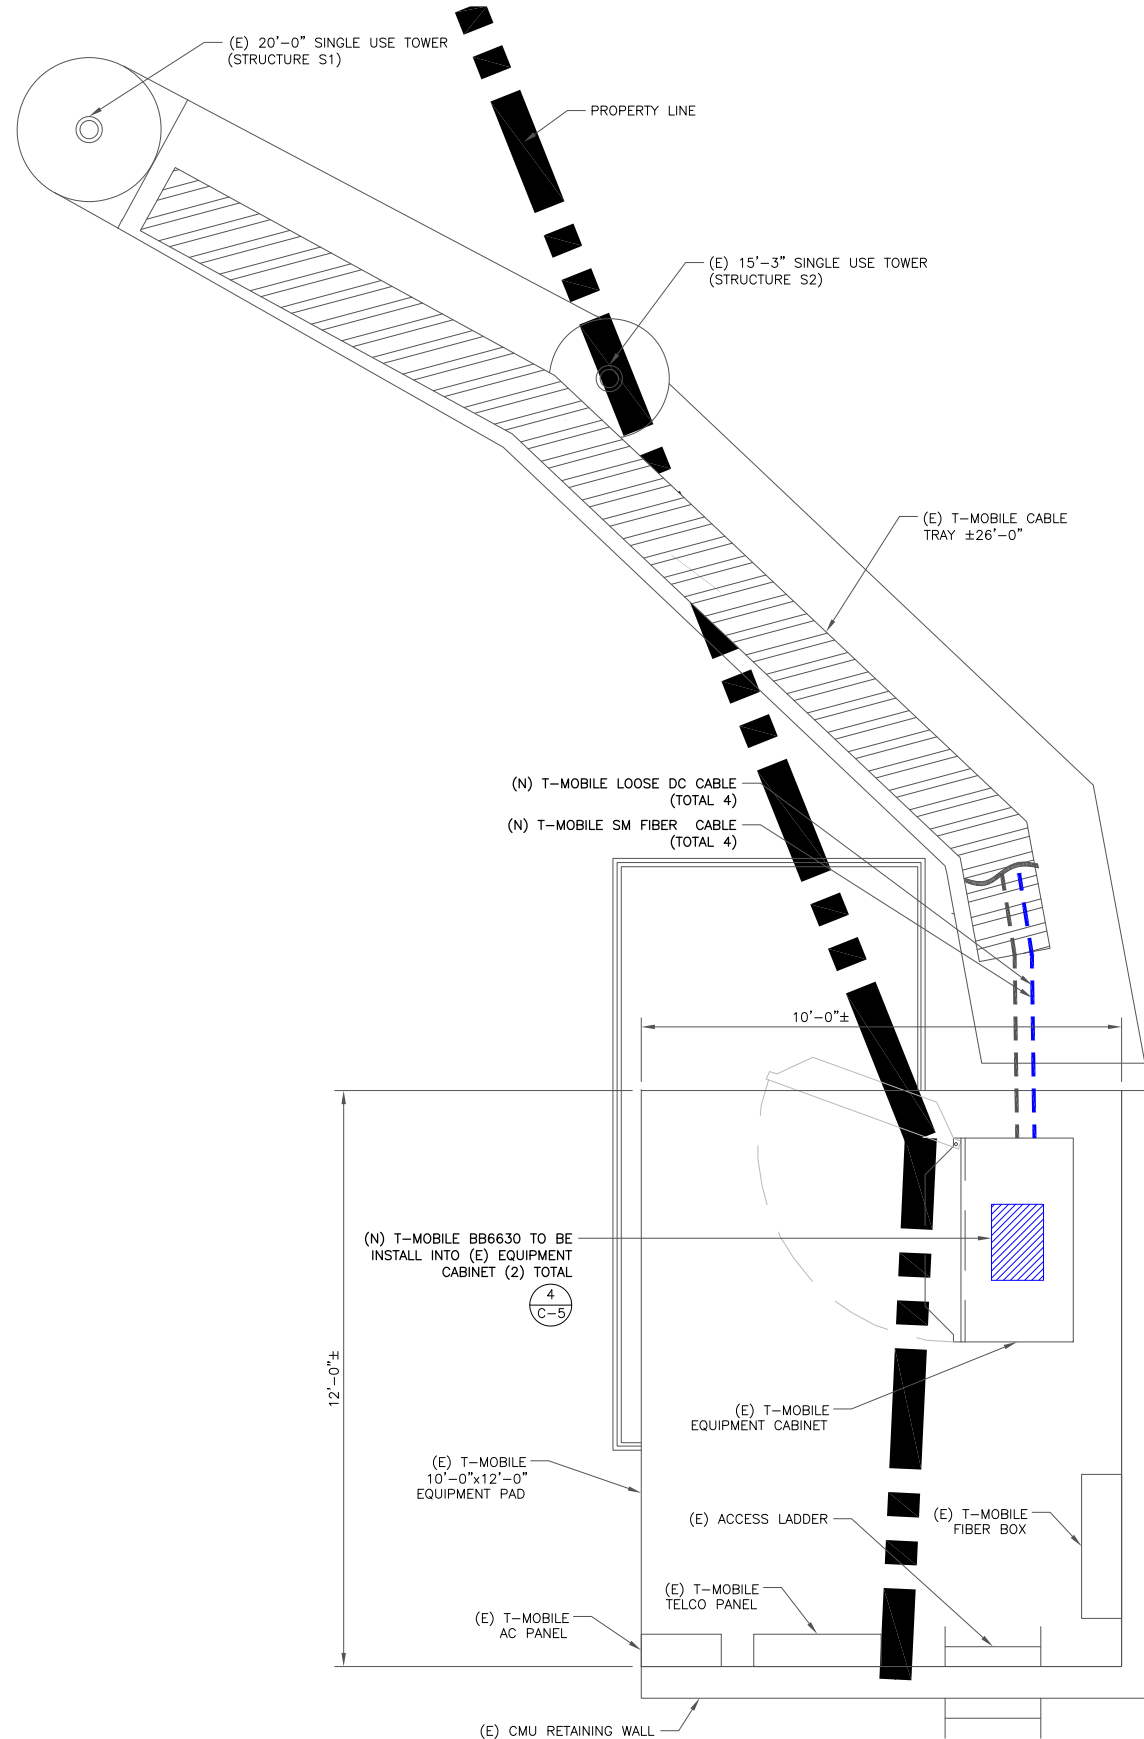 (E) 20'-0" SINGLE USE TOWER
(STRUCTURE S1)
PROPERTY LINE
(E) 15'-3" SINGLE USE TOWER
(STRUCTURE S2)
(E) T-MOBILE CABLE
TRAY ±26'-0"
(N) T-MOBILE LOOSE DC CABLE
(TOTAL 4)
(N) T-MOBILE SM FIBER CABLE
(TOTAL 4)
10'-0"±
(N) T-MOBILE BB6630 TO BE
INSTALL INTO (E) EQUIPMENT
CABINET (2) TOTAL
4
C-5
12'-0"±
(E) T-MOBILE
EQUIPMENT CABINET
(E) T-MOBILE
10'-0"x12'-0"
EQUIPMENT PAD
(E) ACCESS LADDER
(E) T-MOBILE
FIBER BOX
(E) T-MOBILE
TELCO PANEL
(E) T-MOBILE
AC PANEL
(E) CMU RETAINING WALL